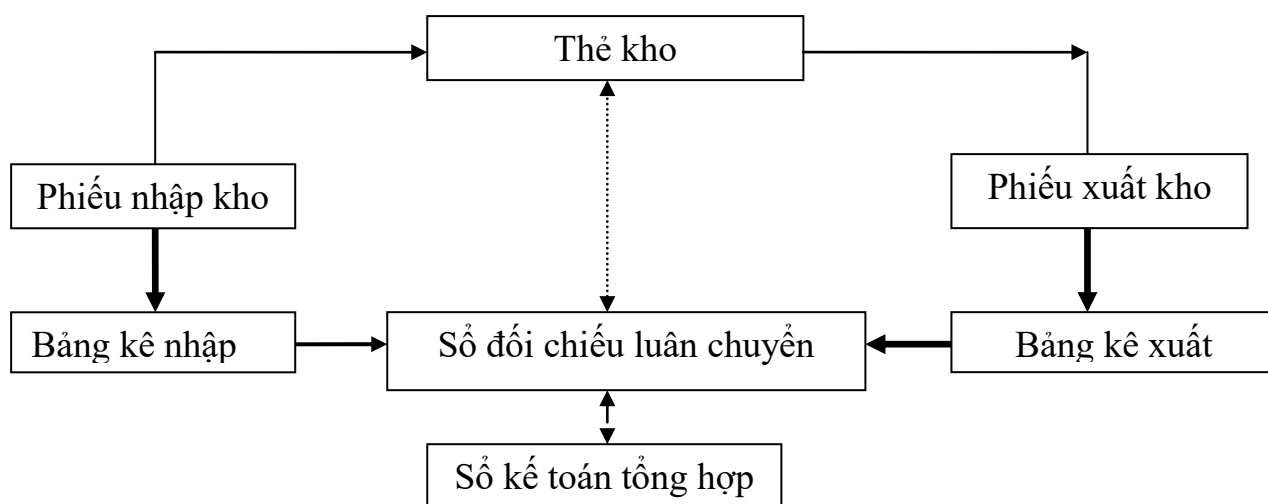 Thẻ kho
Phiếu nhập kho
Phiếu xuất kho
Bảng kê nhập
Sổ đối chiếu luân chuyển
Bảng kê xuất
Sổ kế toán tổng hợp